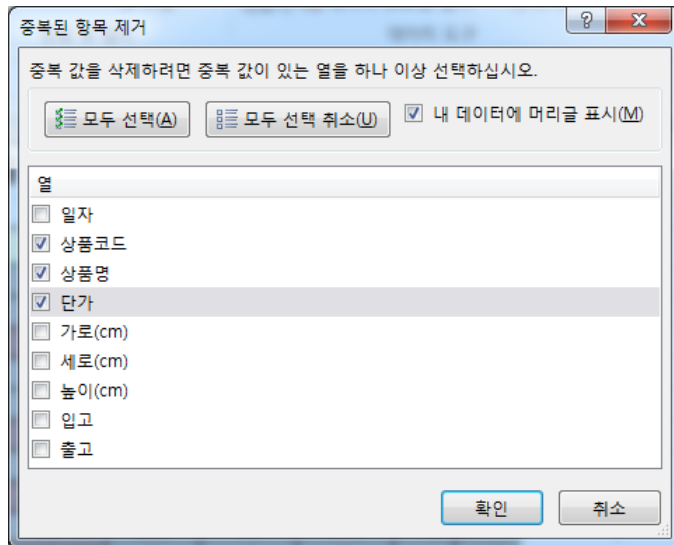 중복된 항목 제거
중복 값을 삭제하려면 중복 값이 있는 열을 하나 이상 선택하십시오.
모두 선택(A) 모두 선택 취소(U) 내 데이터에 머리글 표시(M)
열
일자
상품코드
상품명
단가
가로(cm)
세로(cm)
높이(cm)
입고
출고
확인 취소